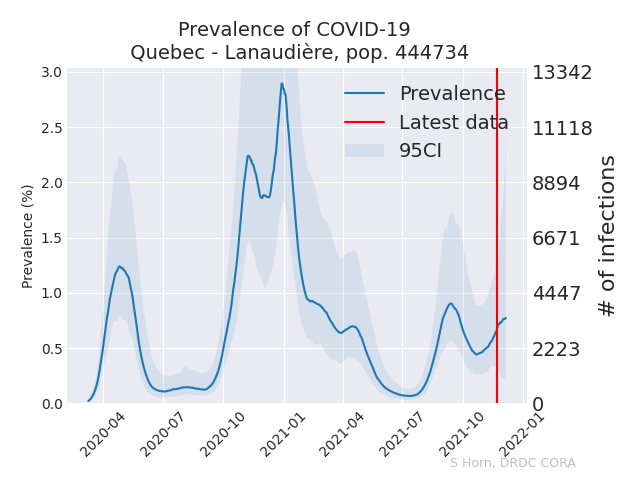 Prevalence of COVID-19
Quebec - Lanaudière, pop. 444734
3.0
2.5
2.0
1.5
1.0
0.5
0.0
Prevalence (%)
Prevalence
Latest data
95CI
13342
11118
8894
6671
4447
2223
0
# of infections
2020-04
2020-07
2020-10
2021-01
2021-04
2021-07
2021-10
2022-01
S Horn, DRDC CORA